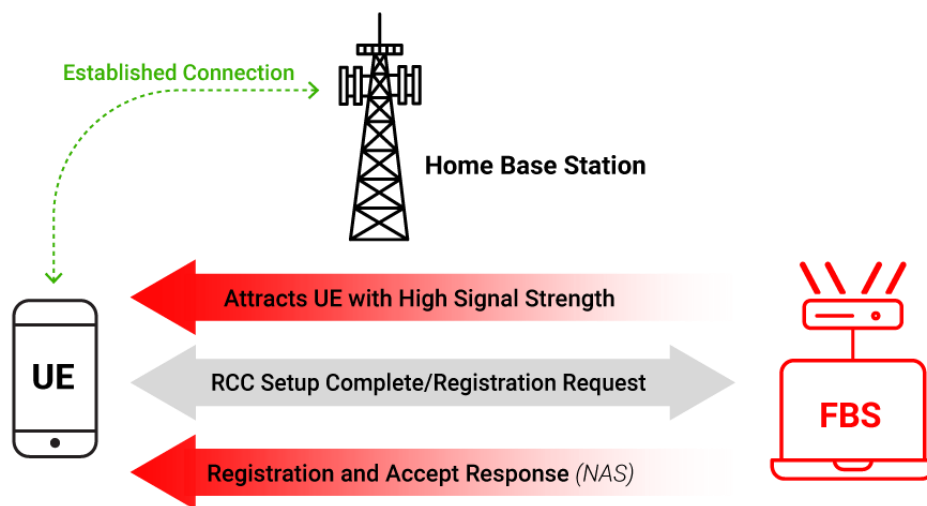 Established Connection
Home Base Station
Attracts UE with High Signal Strength
UE
RCC Setup Complete/Registration Request
FBS
Registration and Accept Response (NAS)